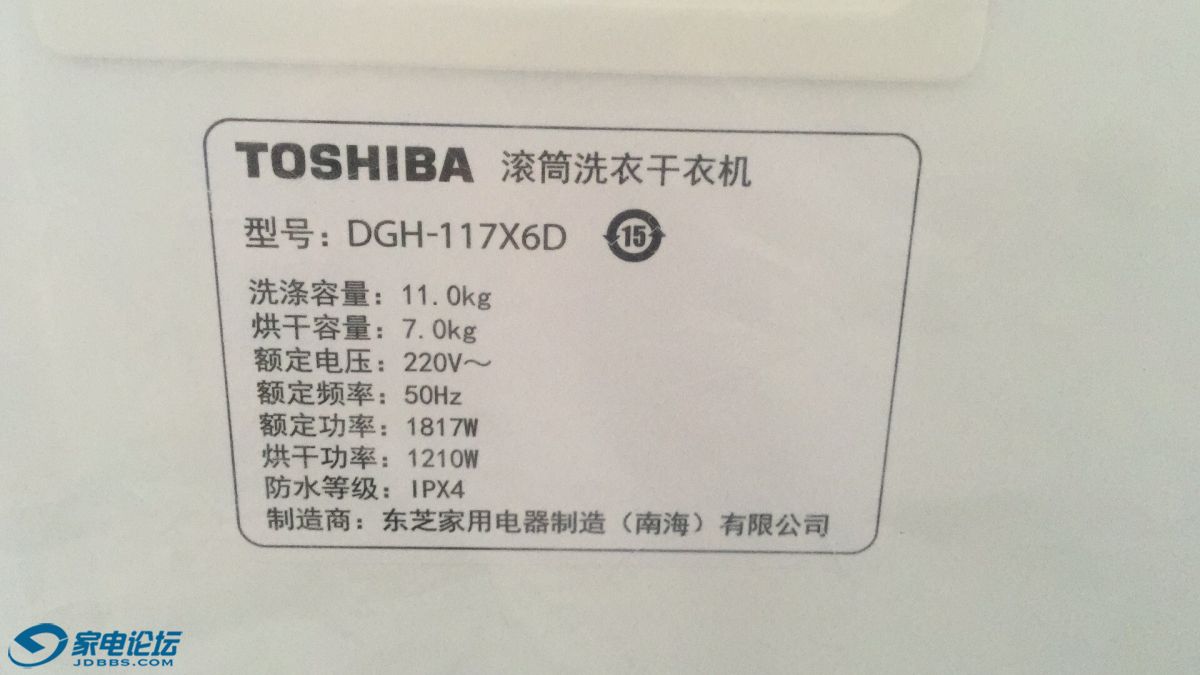 TOSHIBA 滚筒洗衣干衣机
型号：DGH-117X6D 15
洗涤容量：11.0kg
烘干容量：7.0kg
额定电压：220V～
额定频率：50Hz
额定功率：1817W
烘干功率：1210W
防水等级：IPX4
制造商：东芝家用电器制造（南海）有限公司
家电论坛
JDBBS.COM